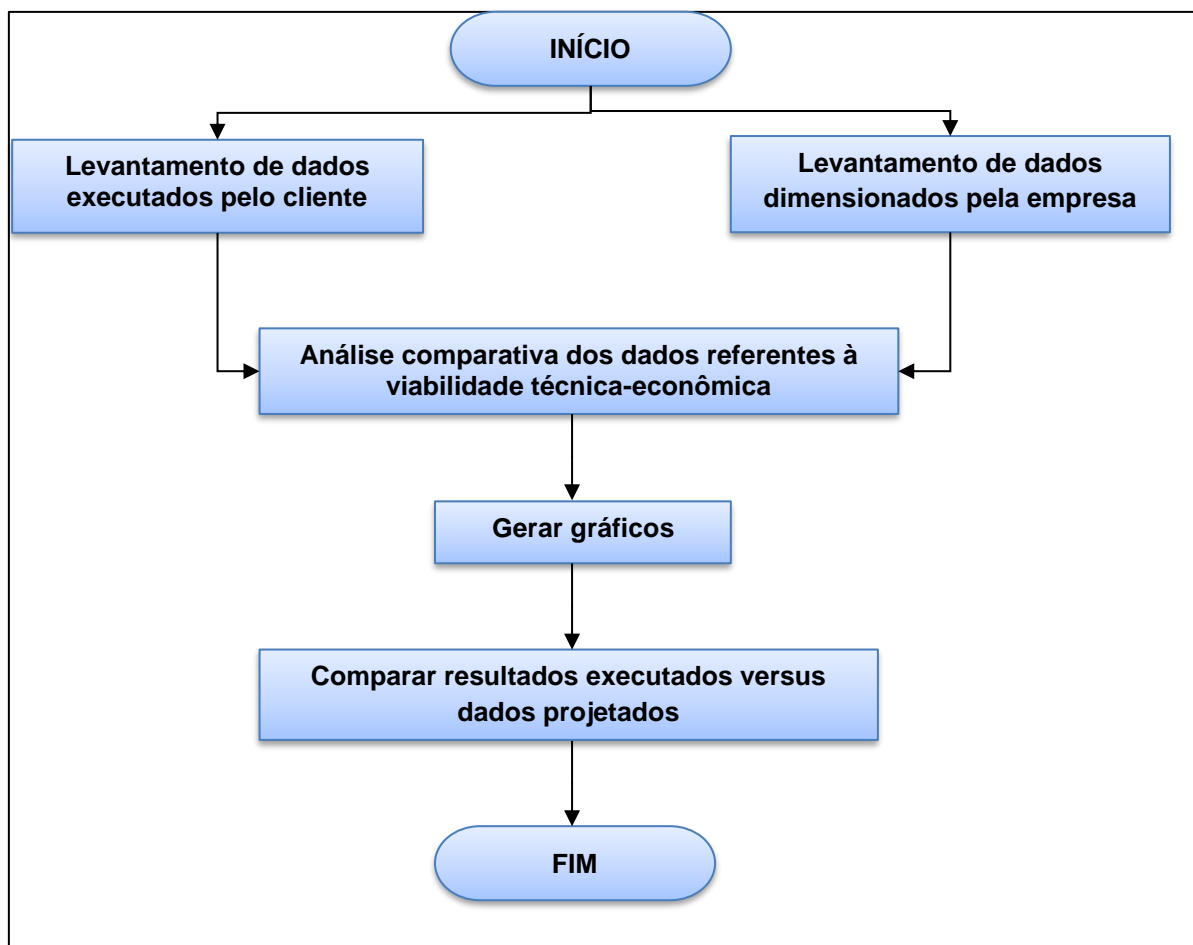 INÍCIO
Levantamento de dados
executados pelo cliente
Levantamento de dados
dimensionados pela empresa
Análise comparativa dos dados referentes à
viabilidade técnica-econômica
Gerar gráficos
Comparar resultados executados versus
dados projetados
FIM